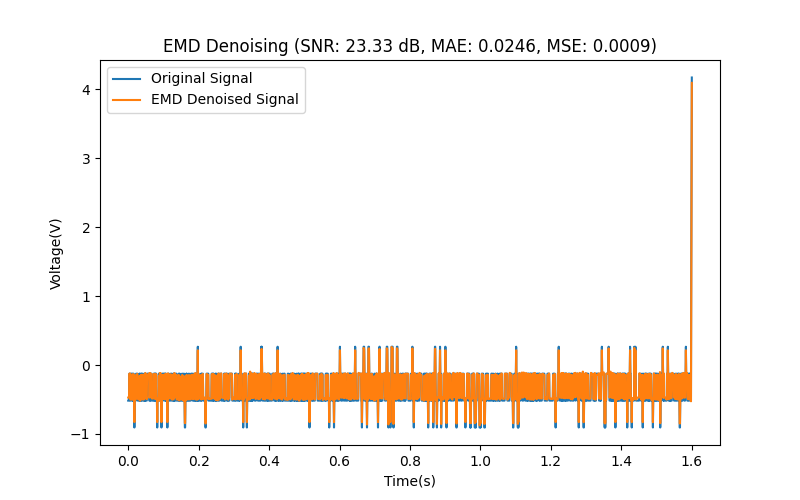 EMD Denoising (SNR: 23.33 dB, MAE: 0.0246, MSE: 0.0009)
Original Signal
EMD Denoised Signal
Voltage(V)
4
3
2
1
0
−1
0.0 0.2 0.4 0.6 0.8 1.0 1.2 1.4 1.6
Time(s)